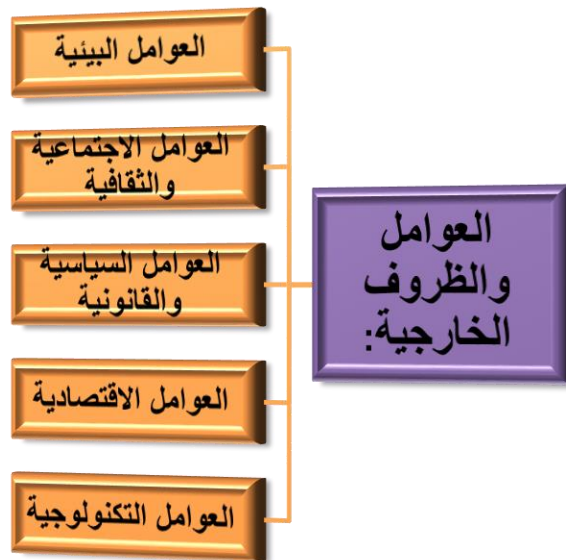 العوامل
والظروف
الخارجية:
العوامل البيئية
العوامل الاجتماعية
والثقافية
العوامل السياسية
والقانونية
العوامل الاقتصادية
العوامل التكنولوجية